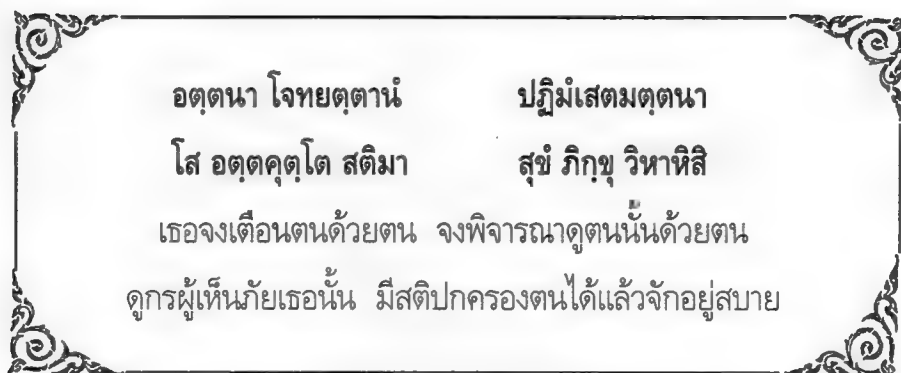 อตฺตนา โจทยตฺตานํ ปฏิมํเสตมตฺตนา
โส อตฺตคุตฺโต สติมา สุขํ ภิกฺขุ วิหาหิสิ
เธอจงเตือนตนด้วยตน จงพิจารณาดูตนนั้นด้วยตน
ดูกรผู้เห็นภัยเธอนั้น มีสติปกครองตนได้แล้วจักอยู่สบาย